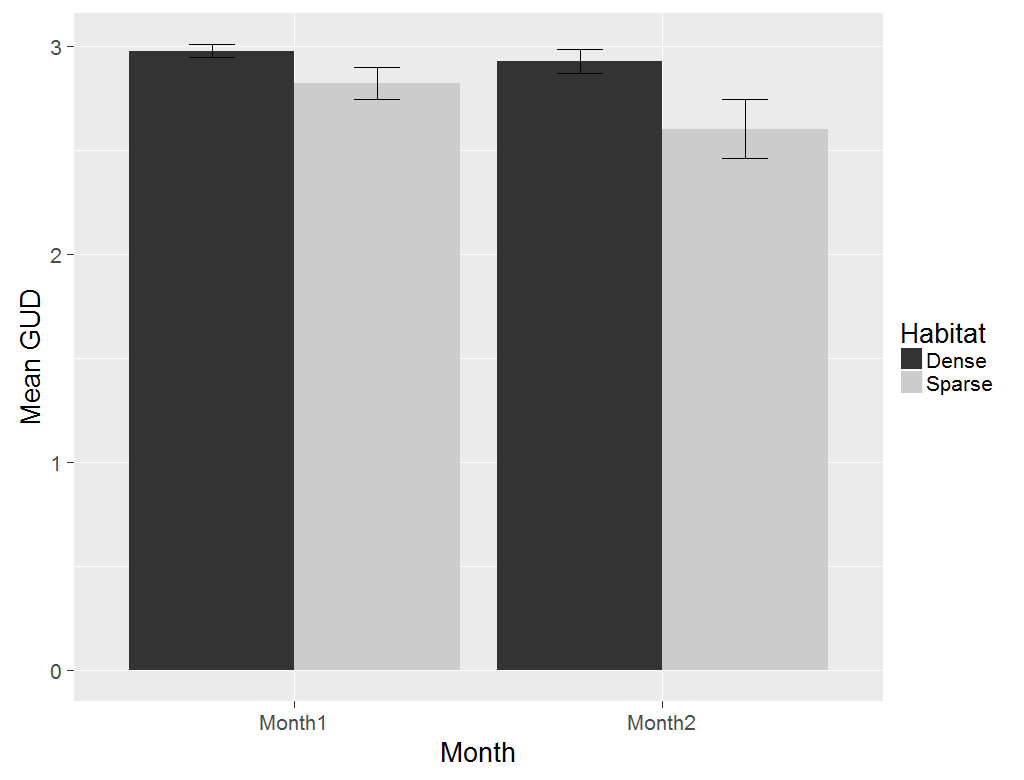 Mean GUD
3
2
1
0
Month1
Month2
Month
Habitat
Dense
Sparse